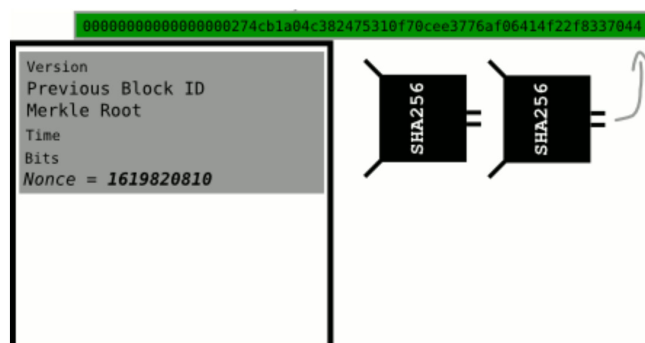 00000000000000000274cb1a04c382475310f70cee3776af06414f22f8337044
Version
Previous Block ID
Merkle Root
Time
Bits
Nonce = 1619820810
SHA256
SHA256